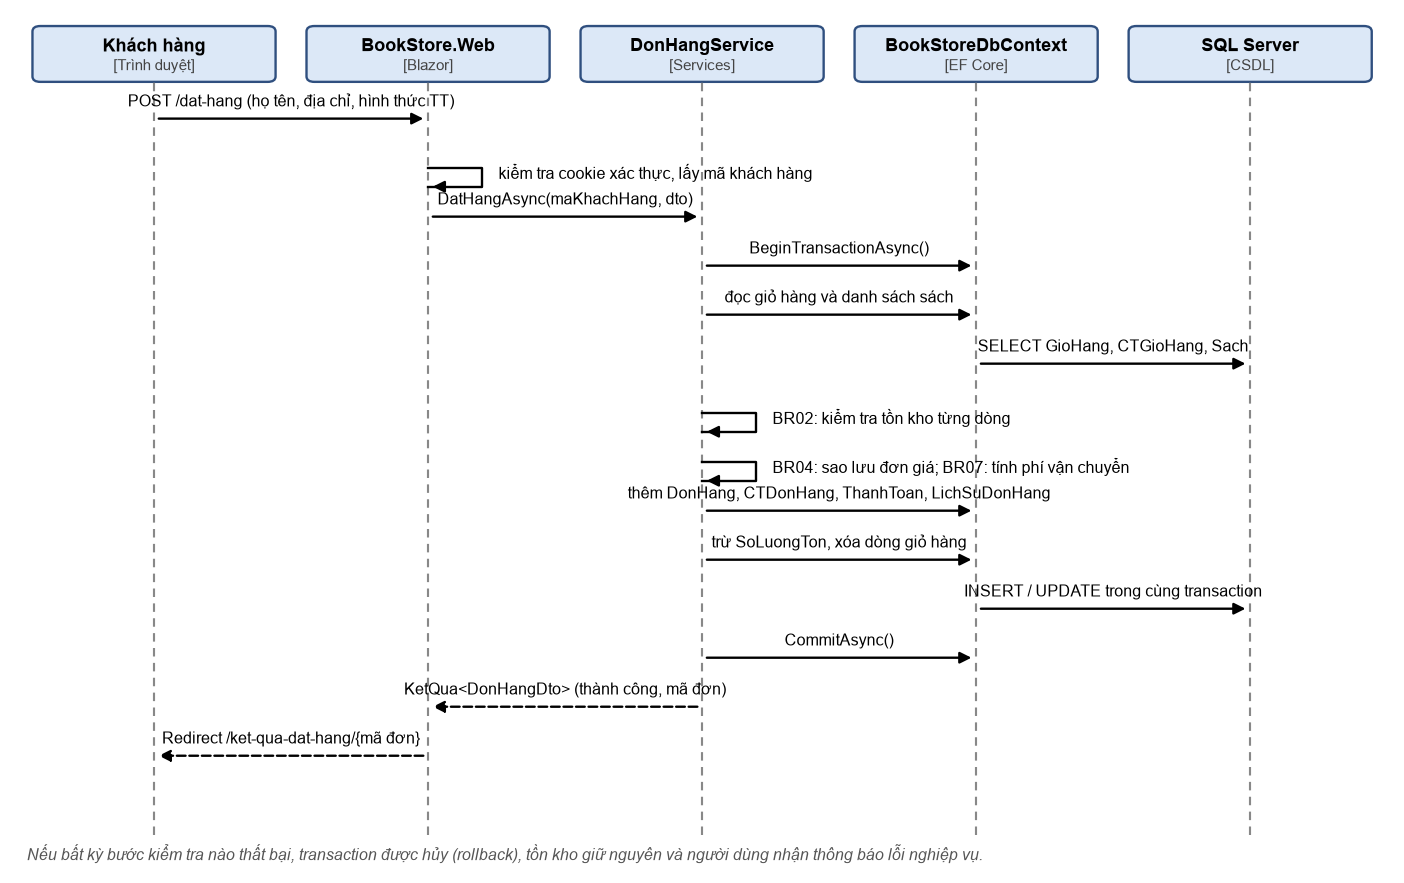 Khách hàng
[Trình duyệt]
BookStore.Web
[Blazor]
DonHangService
[Services]
BookStoreDbContext
[EF Core]
SQL Server
[CSDL]
POST /dat-hang (họ tên, địa chỉ, hình thức TT)
kiểm tra cookie xác thực, lấy mã khách hàng
DatHangAsync(maKhachHang, dto)
BeginTransactionAsync()
đọc giỏ hàng và danh sách sách
SELECT GioHang, CTGioHang, Sach
BR02: kiểm tra tồn kho từng dòng
BR04: sao lưu đơn giá; BR07: tính phí vận chuyển
thêm DonHang, CTDonHang, ThanhToan, LichSuDonHang
trừ SoLuongTon, xóa dòng giỏ hàng
INSERT / UPDATE trong cùng transaction
CommitAsync()
KetQua<DonHangDto> (thành công, mã đơn)
Redirect /ket-qua-dat-hang/{mã đơn}
Nếu bất kỳ bước kiểm tra nào thất bại, transaction được hủy (rollback), tồn kho giữ nguyên và người dùng nhận thông báo lỗi nghiệp vụ.